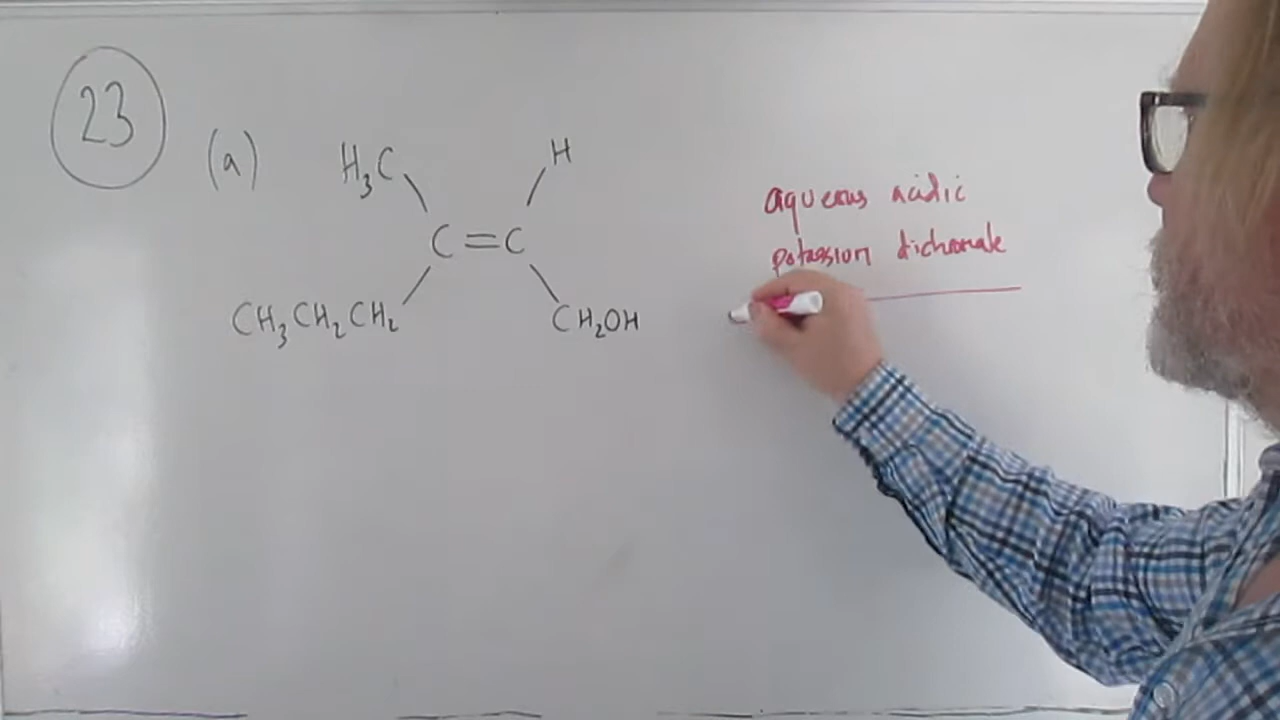 23
(a)
H₃C H
C=C
CH₃CH₂CH₂ CH₂OH
aqueous acidic
potassium dichromate